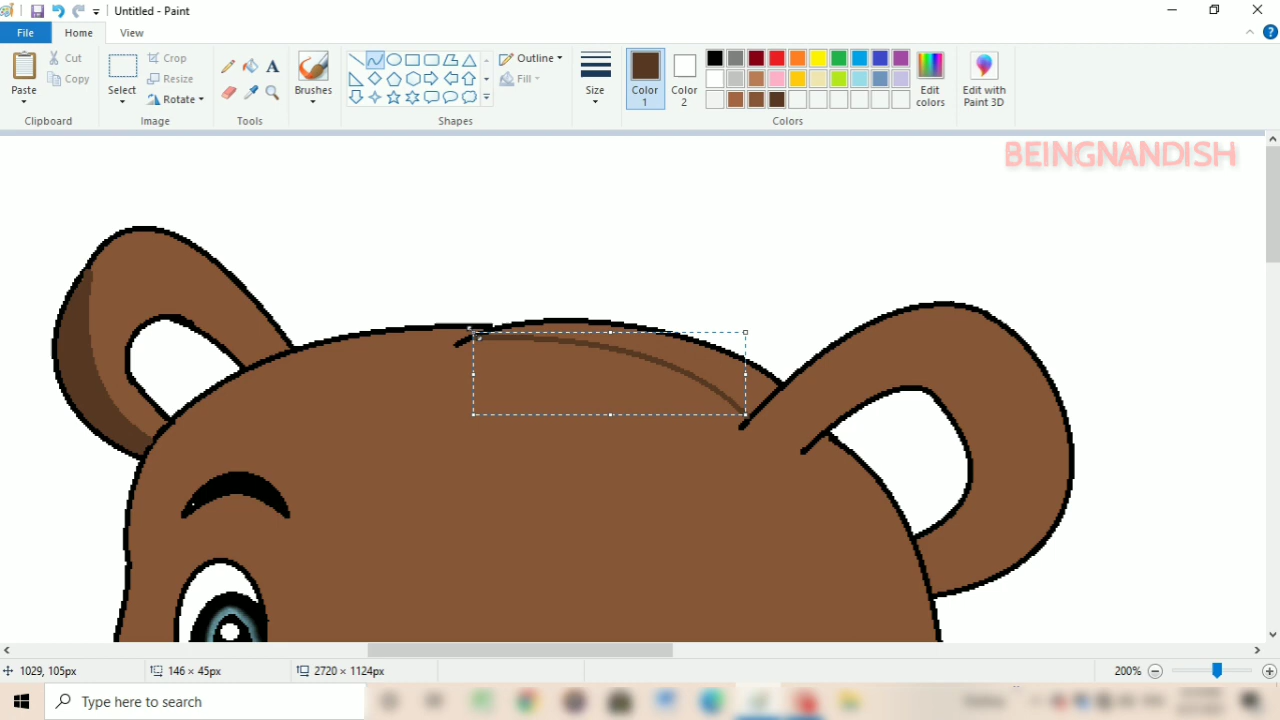 Untitled - Paint
File
Home
View
Cut
Copy
Paste
Clipboard
Crop
Resize
Rotate
Select
Image
A
Tools
Brushes
Outline
Fill
Shapes
Size
Color 1
Color 2
Edit colors
Edit with Paint 3D
Colors
BEINGNANDISH
1029, 105px
146 × 45px
2720 × 1124px
200%
Type here to search